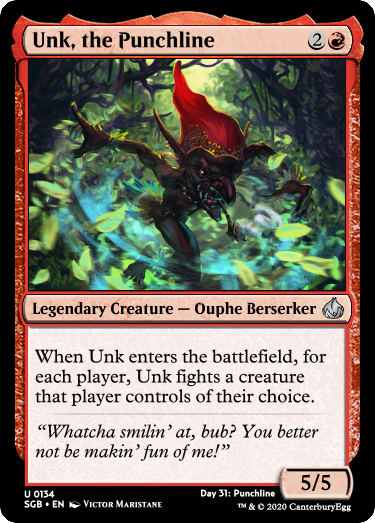 Unk, the Punchline 2
Legendary Creature — Ouphe Berserker
When Unk enters the battlefield, for
each player, Unk fights a creature
that player controls of their choice.
“Whatcha smilin’ at, bub? You better
not be makin’ fun of me!”
5/5
U 0134 Day 31: Punchline
SGB • EN Victor Maristane ™ & © 2020 CanterburyEgg